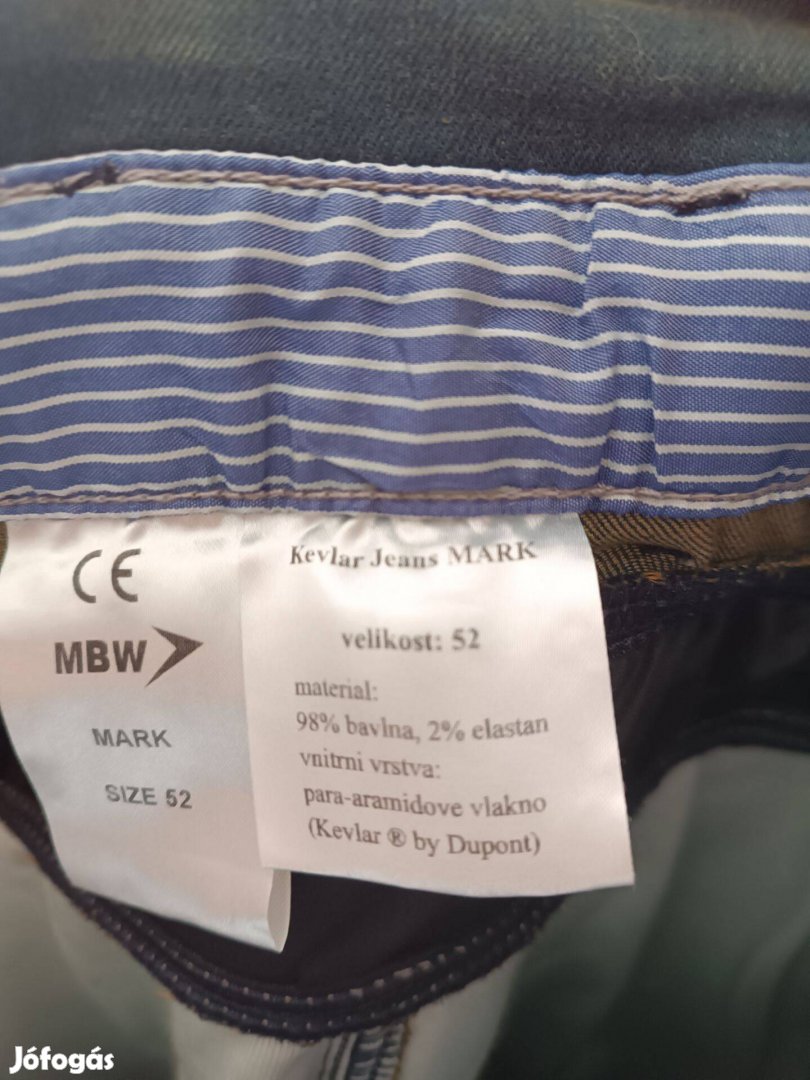 CE
MBW
MARK
SIZE 52
Kevlar Jeans MARK
velikost: 52
material:
98% bavlna, 2% elastan
vnitrni vrstva:
para-aramidove vlakno
(Kevlar ® by Dupont)
Jófogás